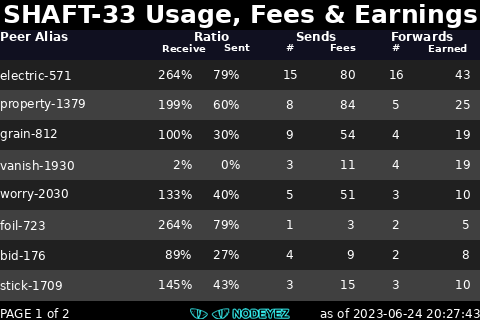 SHAFT-33 Usage, Fees & Earnings
Peer Alias Ratio Sends Forwards
Receive Sent # Fees # Earned
electric-571 264% 79% 15 80 16 43
property-1379 199% 60% 8 84 5 25
grain-812 100% 30% 9 54 4 19
vanish-1930 2% 0% 3 11 4 19
worry-2030 133% 40% 5 51 3 10
foil-723 264% 79% 1 3 2 5
bid-176 89% 27% 4 9 2 8
stick-1709 145% 43% 3 15 3 10
PAGE 1 of 2 NODEYEZ as of 2023-06-24 20:27:43